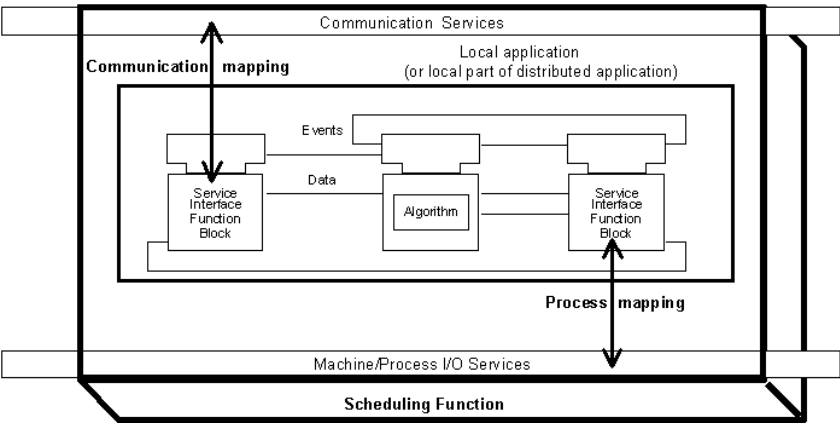 Communication Services
Local application
(or local part of distributed application)
Communication mapping
Events
Data
Service
Interface
Function
Block
Algorithm
Service
Interface
Function
Block
Process mapping
Machine/Process I/O Services
Scheduling Function